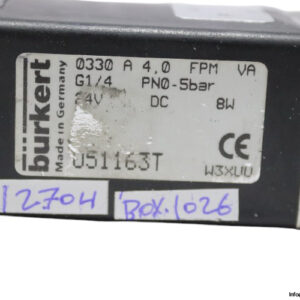 burkert
Made in Germany
0330 A 4,0 FPM VA
G1/4 PN0-5bar
24V DC 8W
051163T
CE
W3XUU
12704
BOX.1026